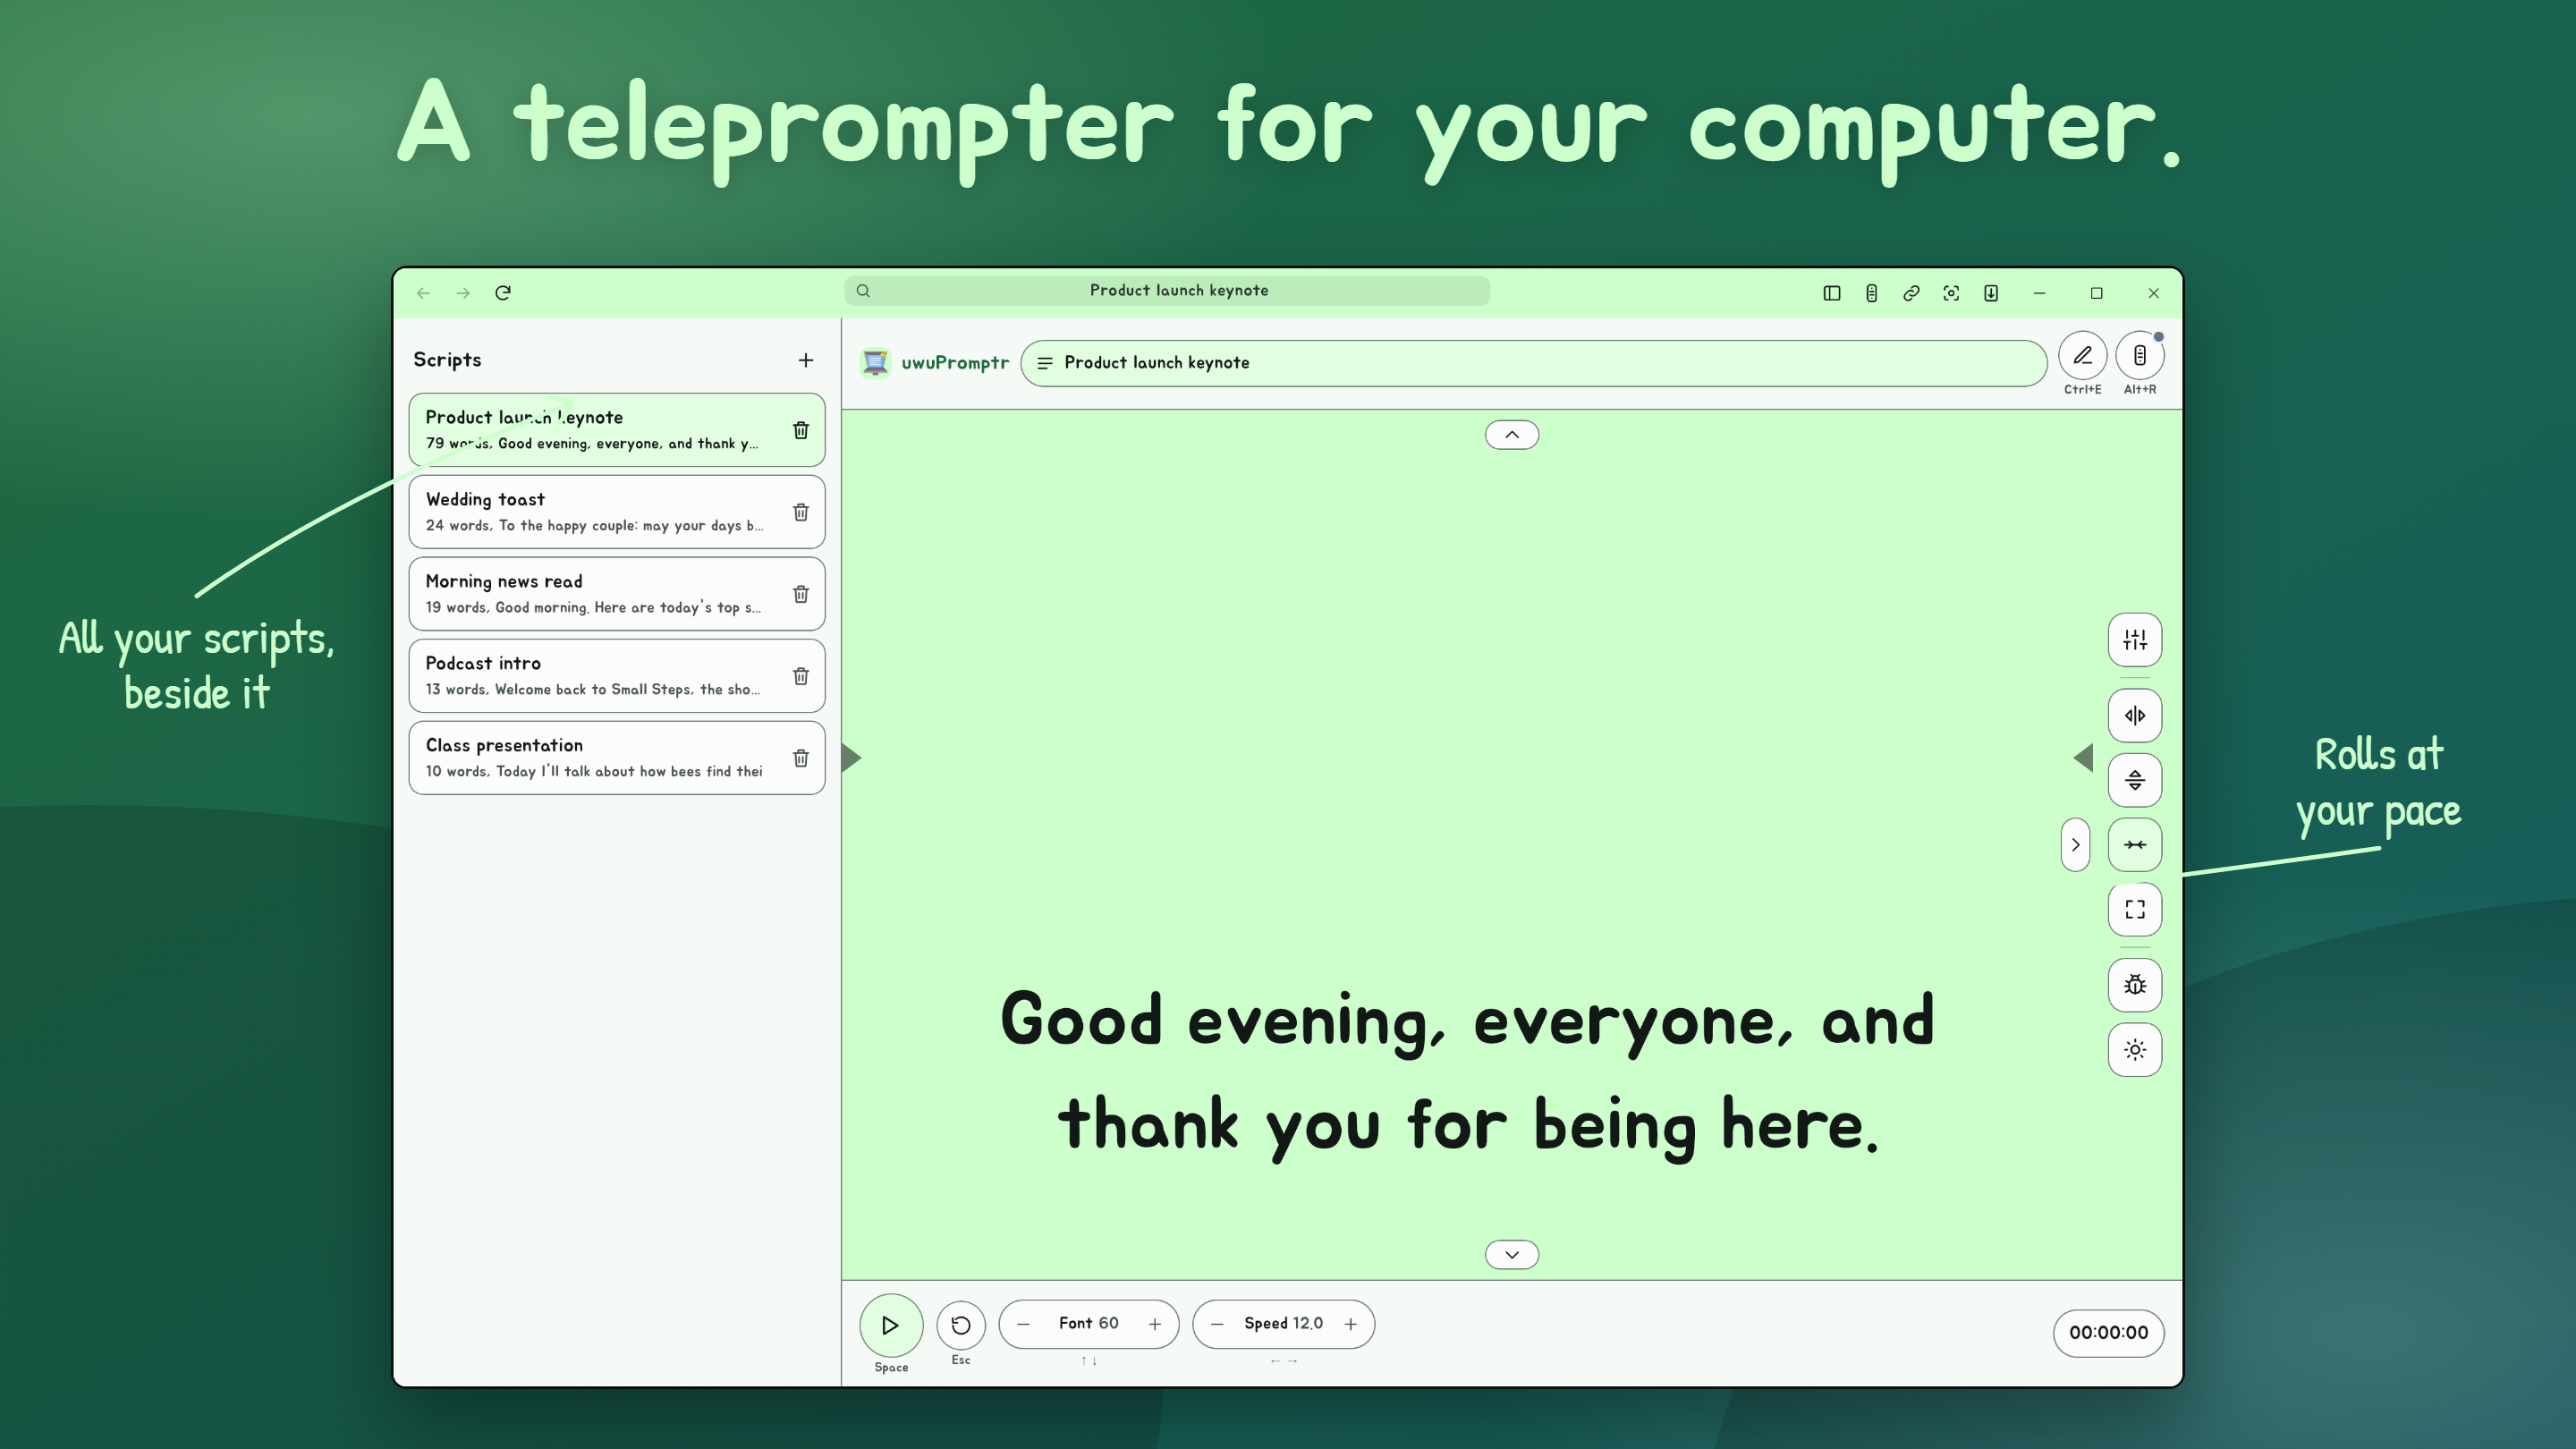 A teleprompter for your computer.
Product launch keynote
Scripts
Product launch keynote
79 words, Good evening, everyone, and thank y...
Wedding toast
24 words, To the happy couple: may your days b...
Morning news read
19 words, Good morning. Here are today's top s...
Podcast intro
13 words, Welcome back to Small Steps, the sho...
Class presentation
10 words, Today I'll talk about how bees find thei
uwuPromptr
Product launch keynote
Ctrl+E
Alt+R
All your scripts,
beside it
Rolls at
your pace
Good evening, everyone, and
thank you for being here.
Space
Esc
Font 60
↑ ↓
Speed 12.0
← →
00:00:00